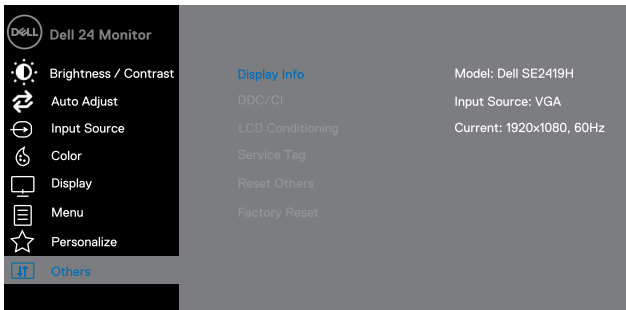 DELL
Dell 24 Monitor
Brightness / Contrast
Auto Adjust
Input Source
Color
Display
Menu
Personalize
Others
Display Info
DDC/CI
LCD Conditioning
Service Tag
Reset Others
Factory Reset
Model: Dell SE2419H
Input Source: VGA
Current: 1920x1080, 60Hz